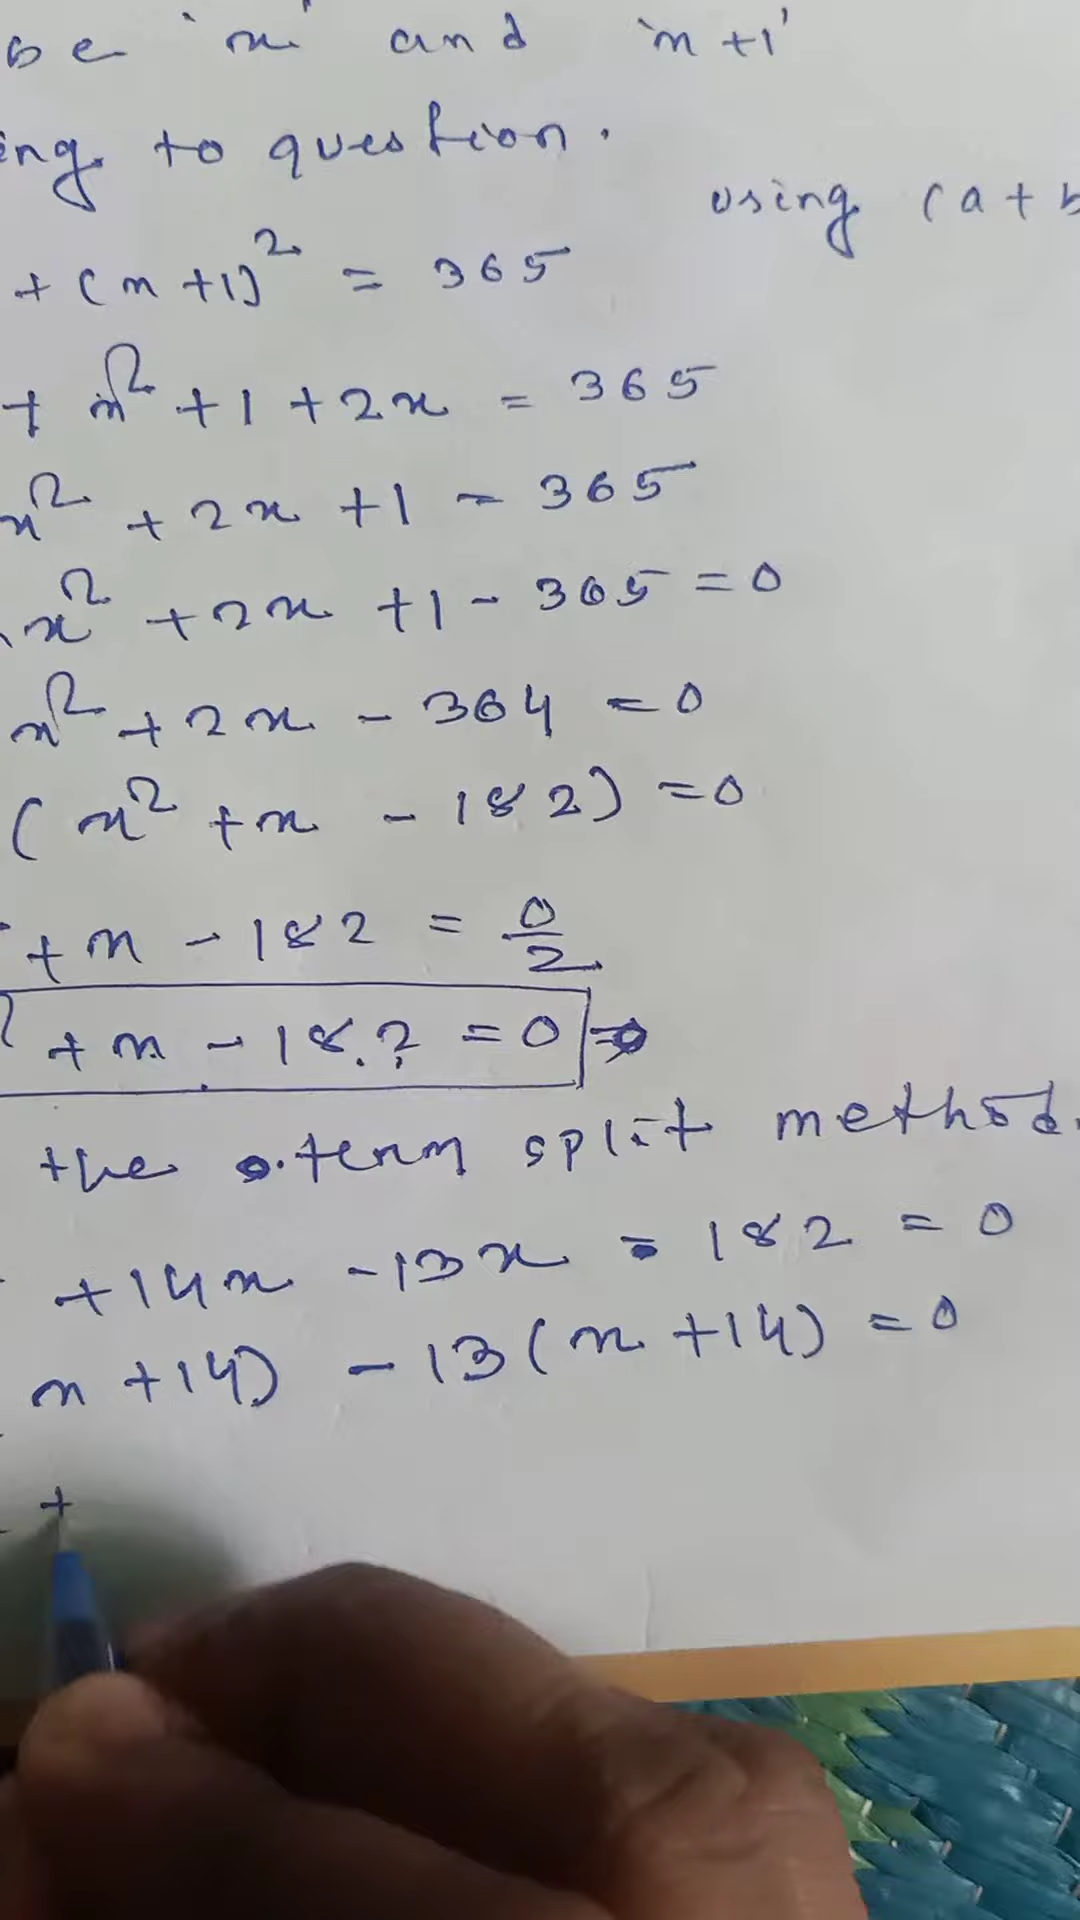 be 'x' and 'x+1'
ing to question.
using (a+b
+ (x+1)² = 365
+ x² +1 +2x = 365
x² + 2x +1 = 365
x² + 2x +1 - 365 = 0
x² + 2x - 364 = 0
(x² + x - 182) = 0
+ x - 182 = 0/2
² + x - 182 = 0 ⇒
the term split method.
+14x -13x - 182 = 0
x +14) -13(x +14) = 0
+